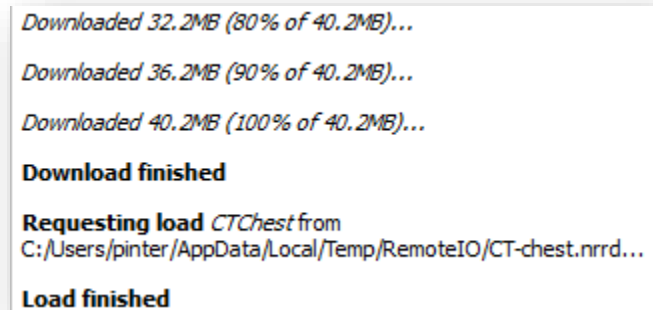 Downloaded 32.2MB (80% of 40.2MB)...
Downloaded 36.2MB (90% of 40.2MB)...
Downloaded 40.2MB (100% of 40.2MB)...
Download finished
Requesting load CTChest from
C:/Users/pinter/AppData/Local/Temp/RemoteIO/CT-chest.nrrd...
Load finished